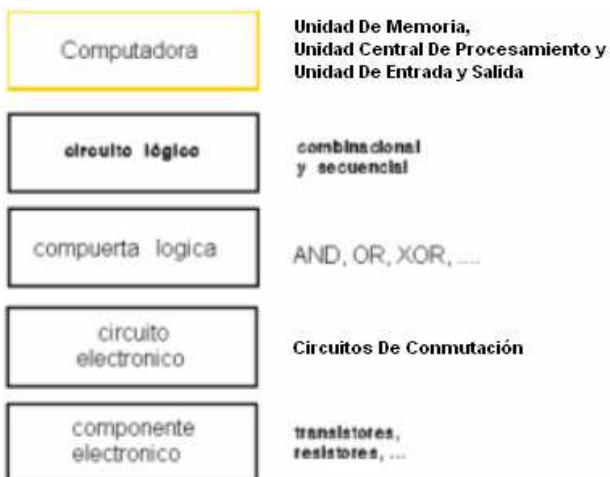 Computadora
Unidad De Memoria,
Unidad Central De Procesamiento y
Unidad De Entrada y Salida
circuito lógico
combinacional
y secuencial
compuerta logica
AND, OR, XOR, ....
circuito
electronico
Circuitos De Conmutación
componente
electronico
transistores,
resistores, ...